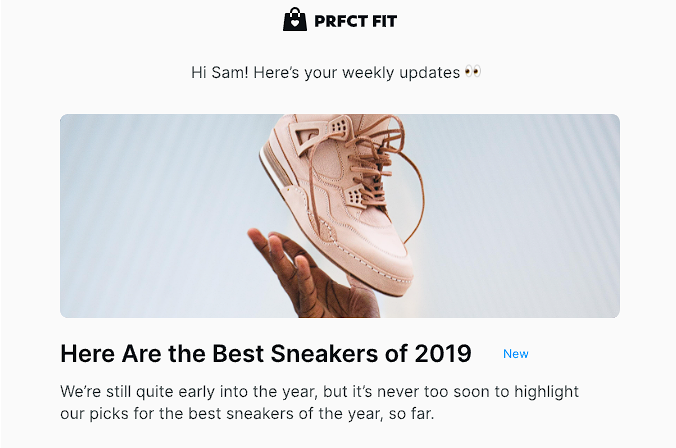 PRFCT FIT
Hi Sam! Here's your weekly updates 👀
Here Are the Best Sneakers of 2019 New
We're still quite early into the year, but it's never too soon to highlight
our picks for the best sneakers of the year, so far.